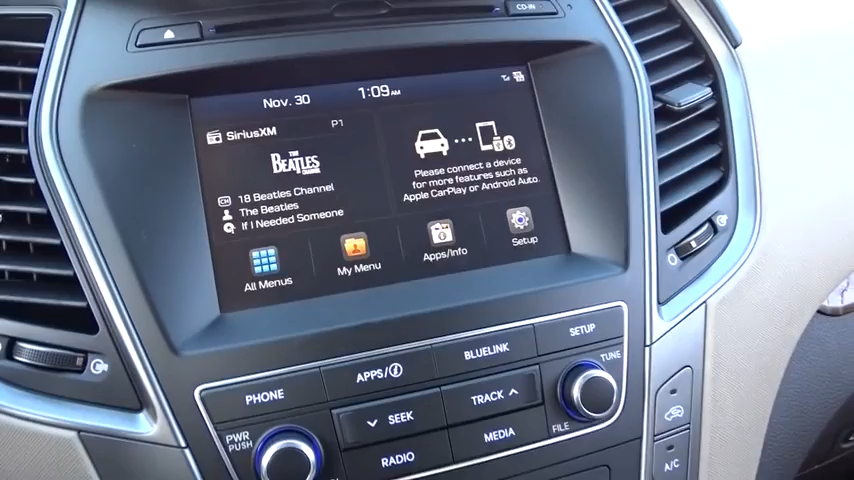 CD-IN
Nov. 30
1:09 AM
SiriusXM
P1
THE
BEATLES
CHANNEL
CH 18 Beatles Channel
The Beatles
If I Needed Someone
Please connect a device
for more features such as
Apple CarPlay or Android Auto.
All Menus
My Menu
Apps/Info
Setup
PHONE
APPS/i
BLUELINK
SETUP
SEEK
TRACK
TUNE
PWR
PUSH
RADIO
MEDIA
FILE
A/C